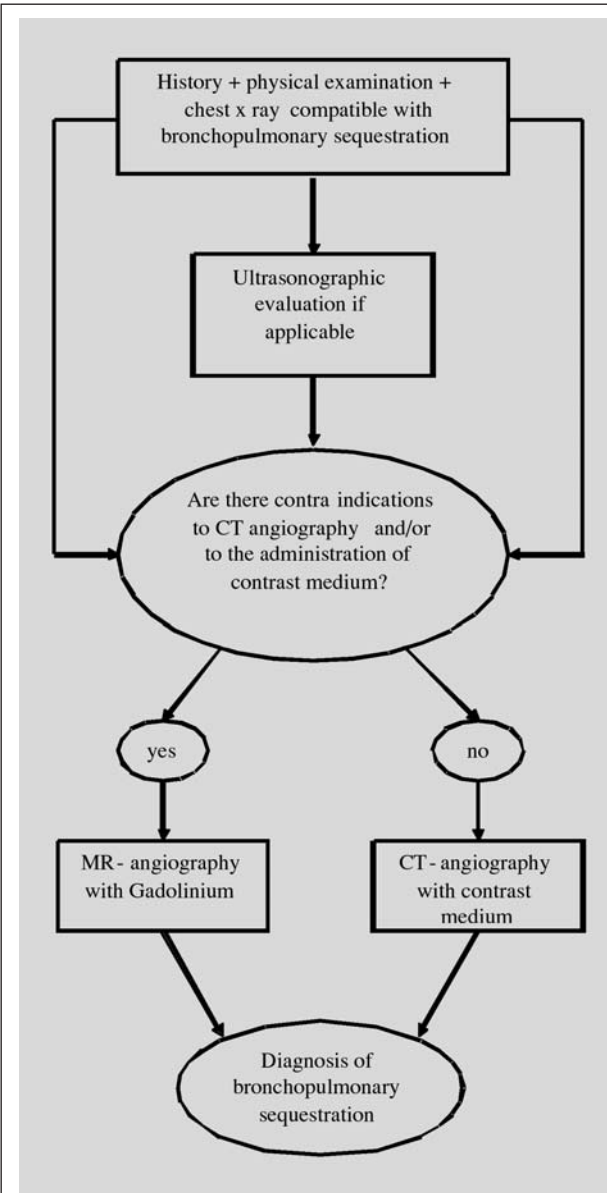 History + physical examination +
chest x ray compatible with
bronchopulmonary sequestration
Ultrasonographic
evaluation if
applicable
Are there contra indications
to CT angiography and/or
to the administration of
contrast medium?
yes
no
MR- angiography
with Gadolinium
CT- angiography
with contrast
medium
Diagnosis of
bronchopulmonary
sequestration